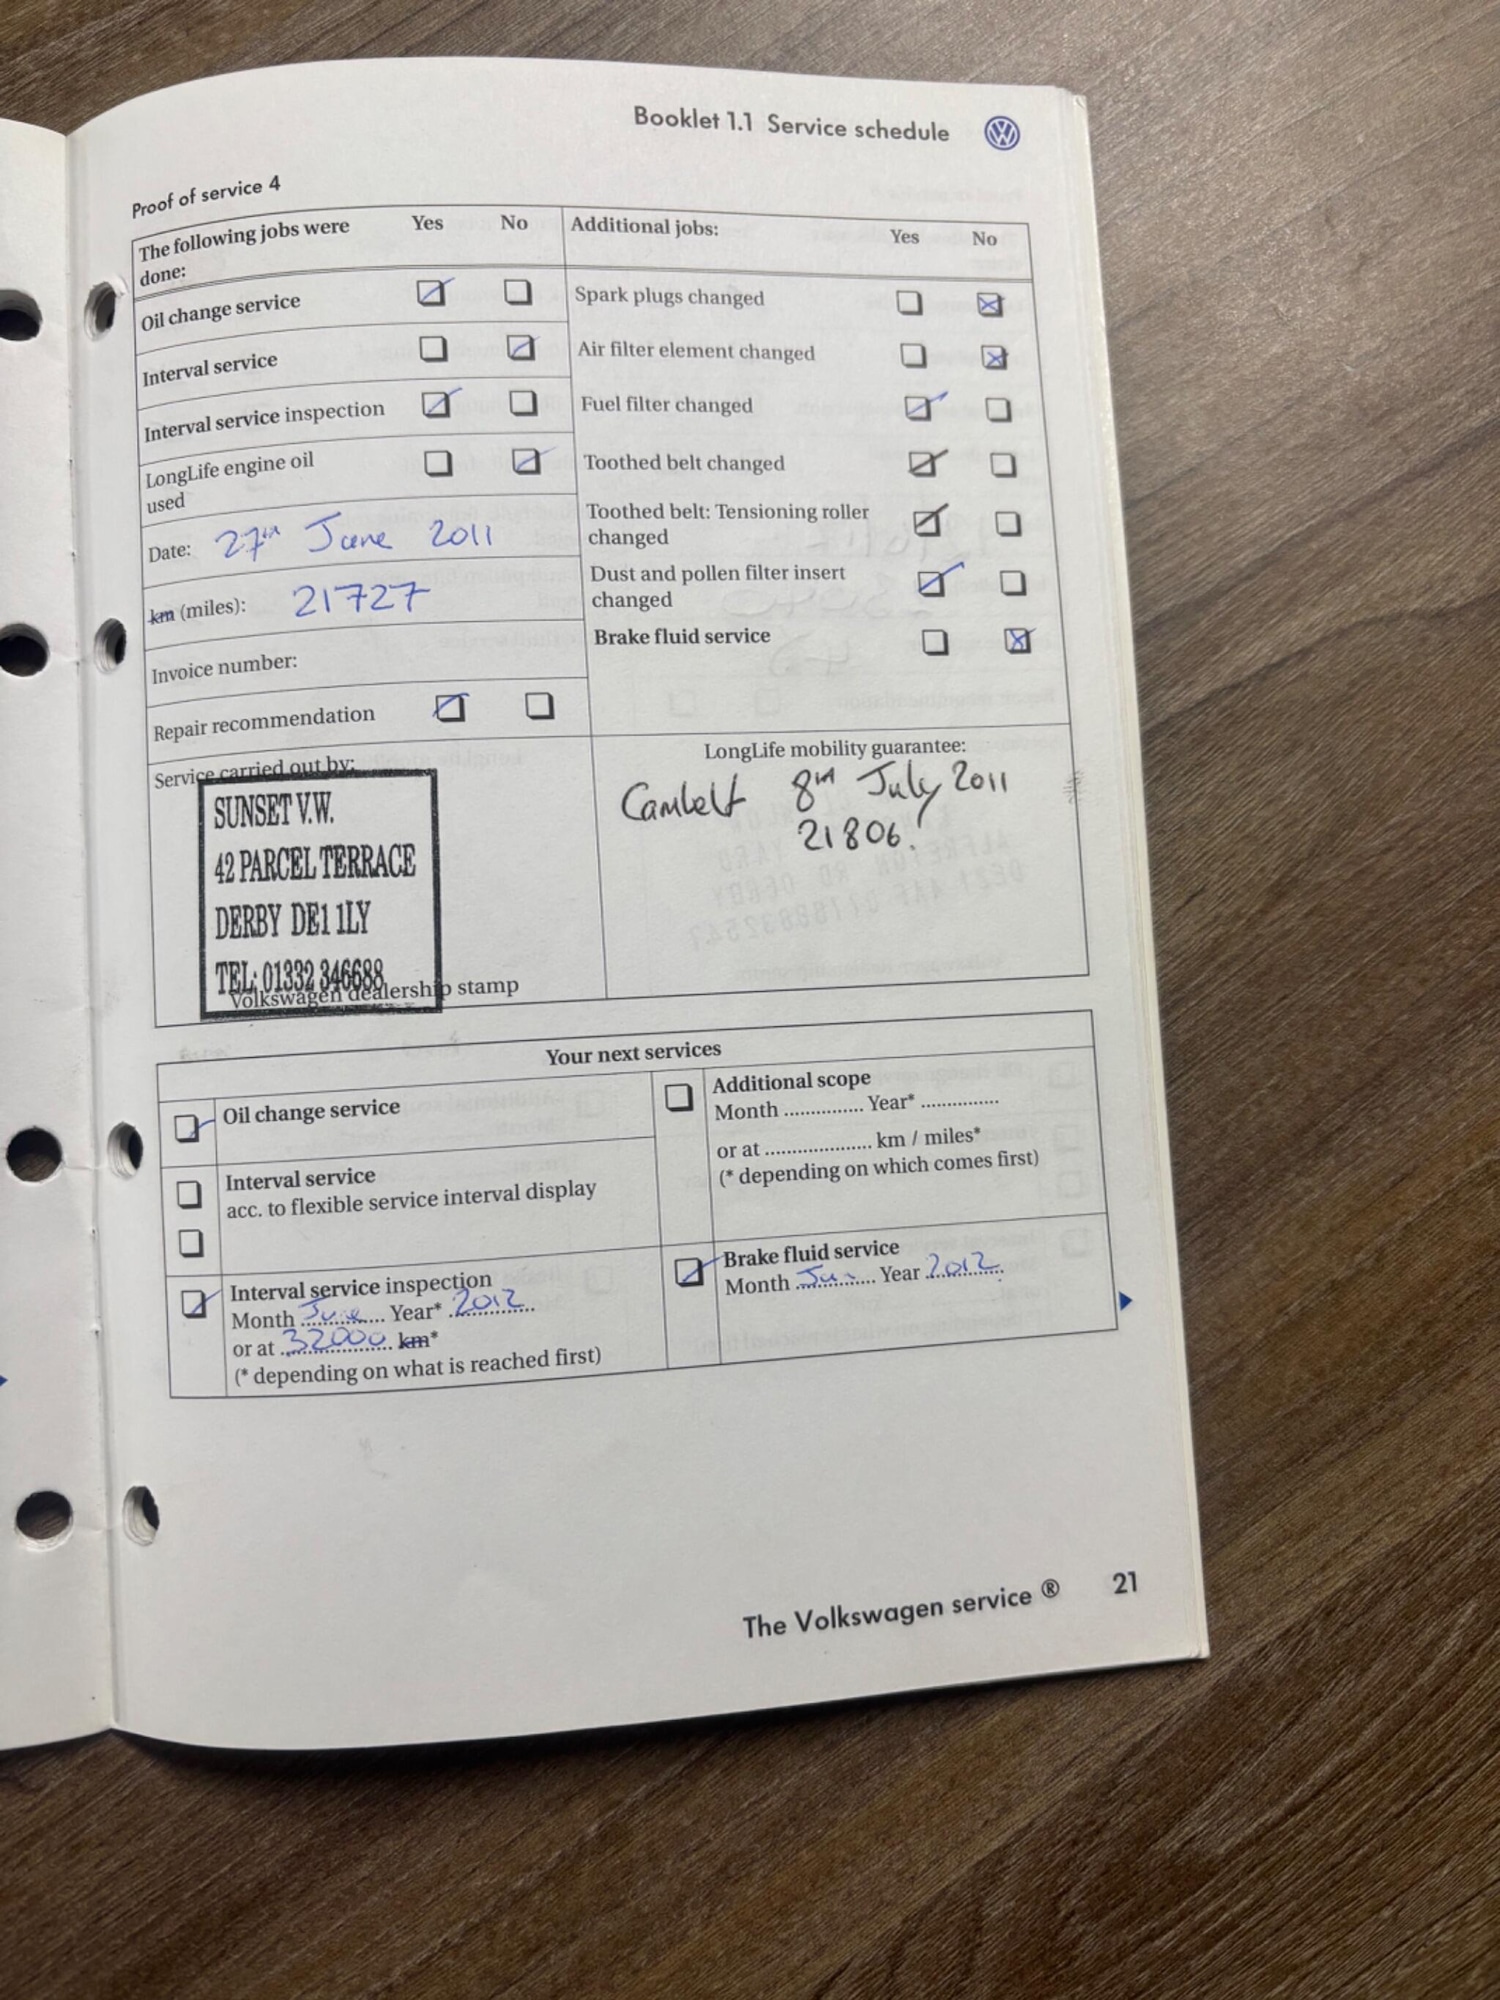 Booklet 1.1 Service schedule
Proof of service 4
The following jobs were done: Yes No
Oil change service
Interval service
Interval service inspection
LongLife engine oil used
Date: 27th June 2011
km (miles): 21727
Invoice number:
Repair recommendation
Additional jobs: Yes No
Spark plugs changed
Air filter element changed
Fuel filter changed
Toothed belt changed
Toothed belt: Tensioning roller
changed
Dust and pollen filter insert
changed
Brake fluid service
Service carried out by:
SUNSET V.W.
42 PARCEL TERRACE
DERBY DE1 1LY
TEL: 01332 346688
Volkswagen dealership stamp
LongLife mobility guarantee:
Cambelt 8th July 2011
21806.
Your next services
Oil change service
Interval service
acc. to flexible service interval display
Interval service inspection
Month June Year* 2012
or at 32000 km*
(* depending on what is reached first)
Additional scope
Month .............. Year* ..............
or at ................... km / miles*
(* depending on which comes first)
Brake fluid service
Month Jun Year 2012
The Volkswagen service ® 21